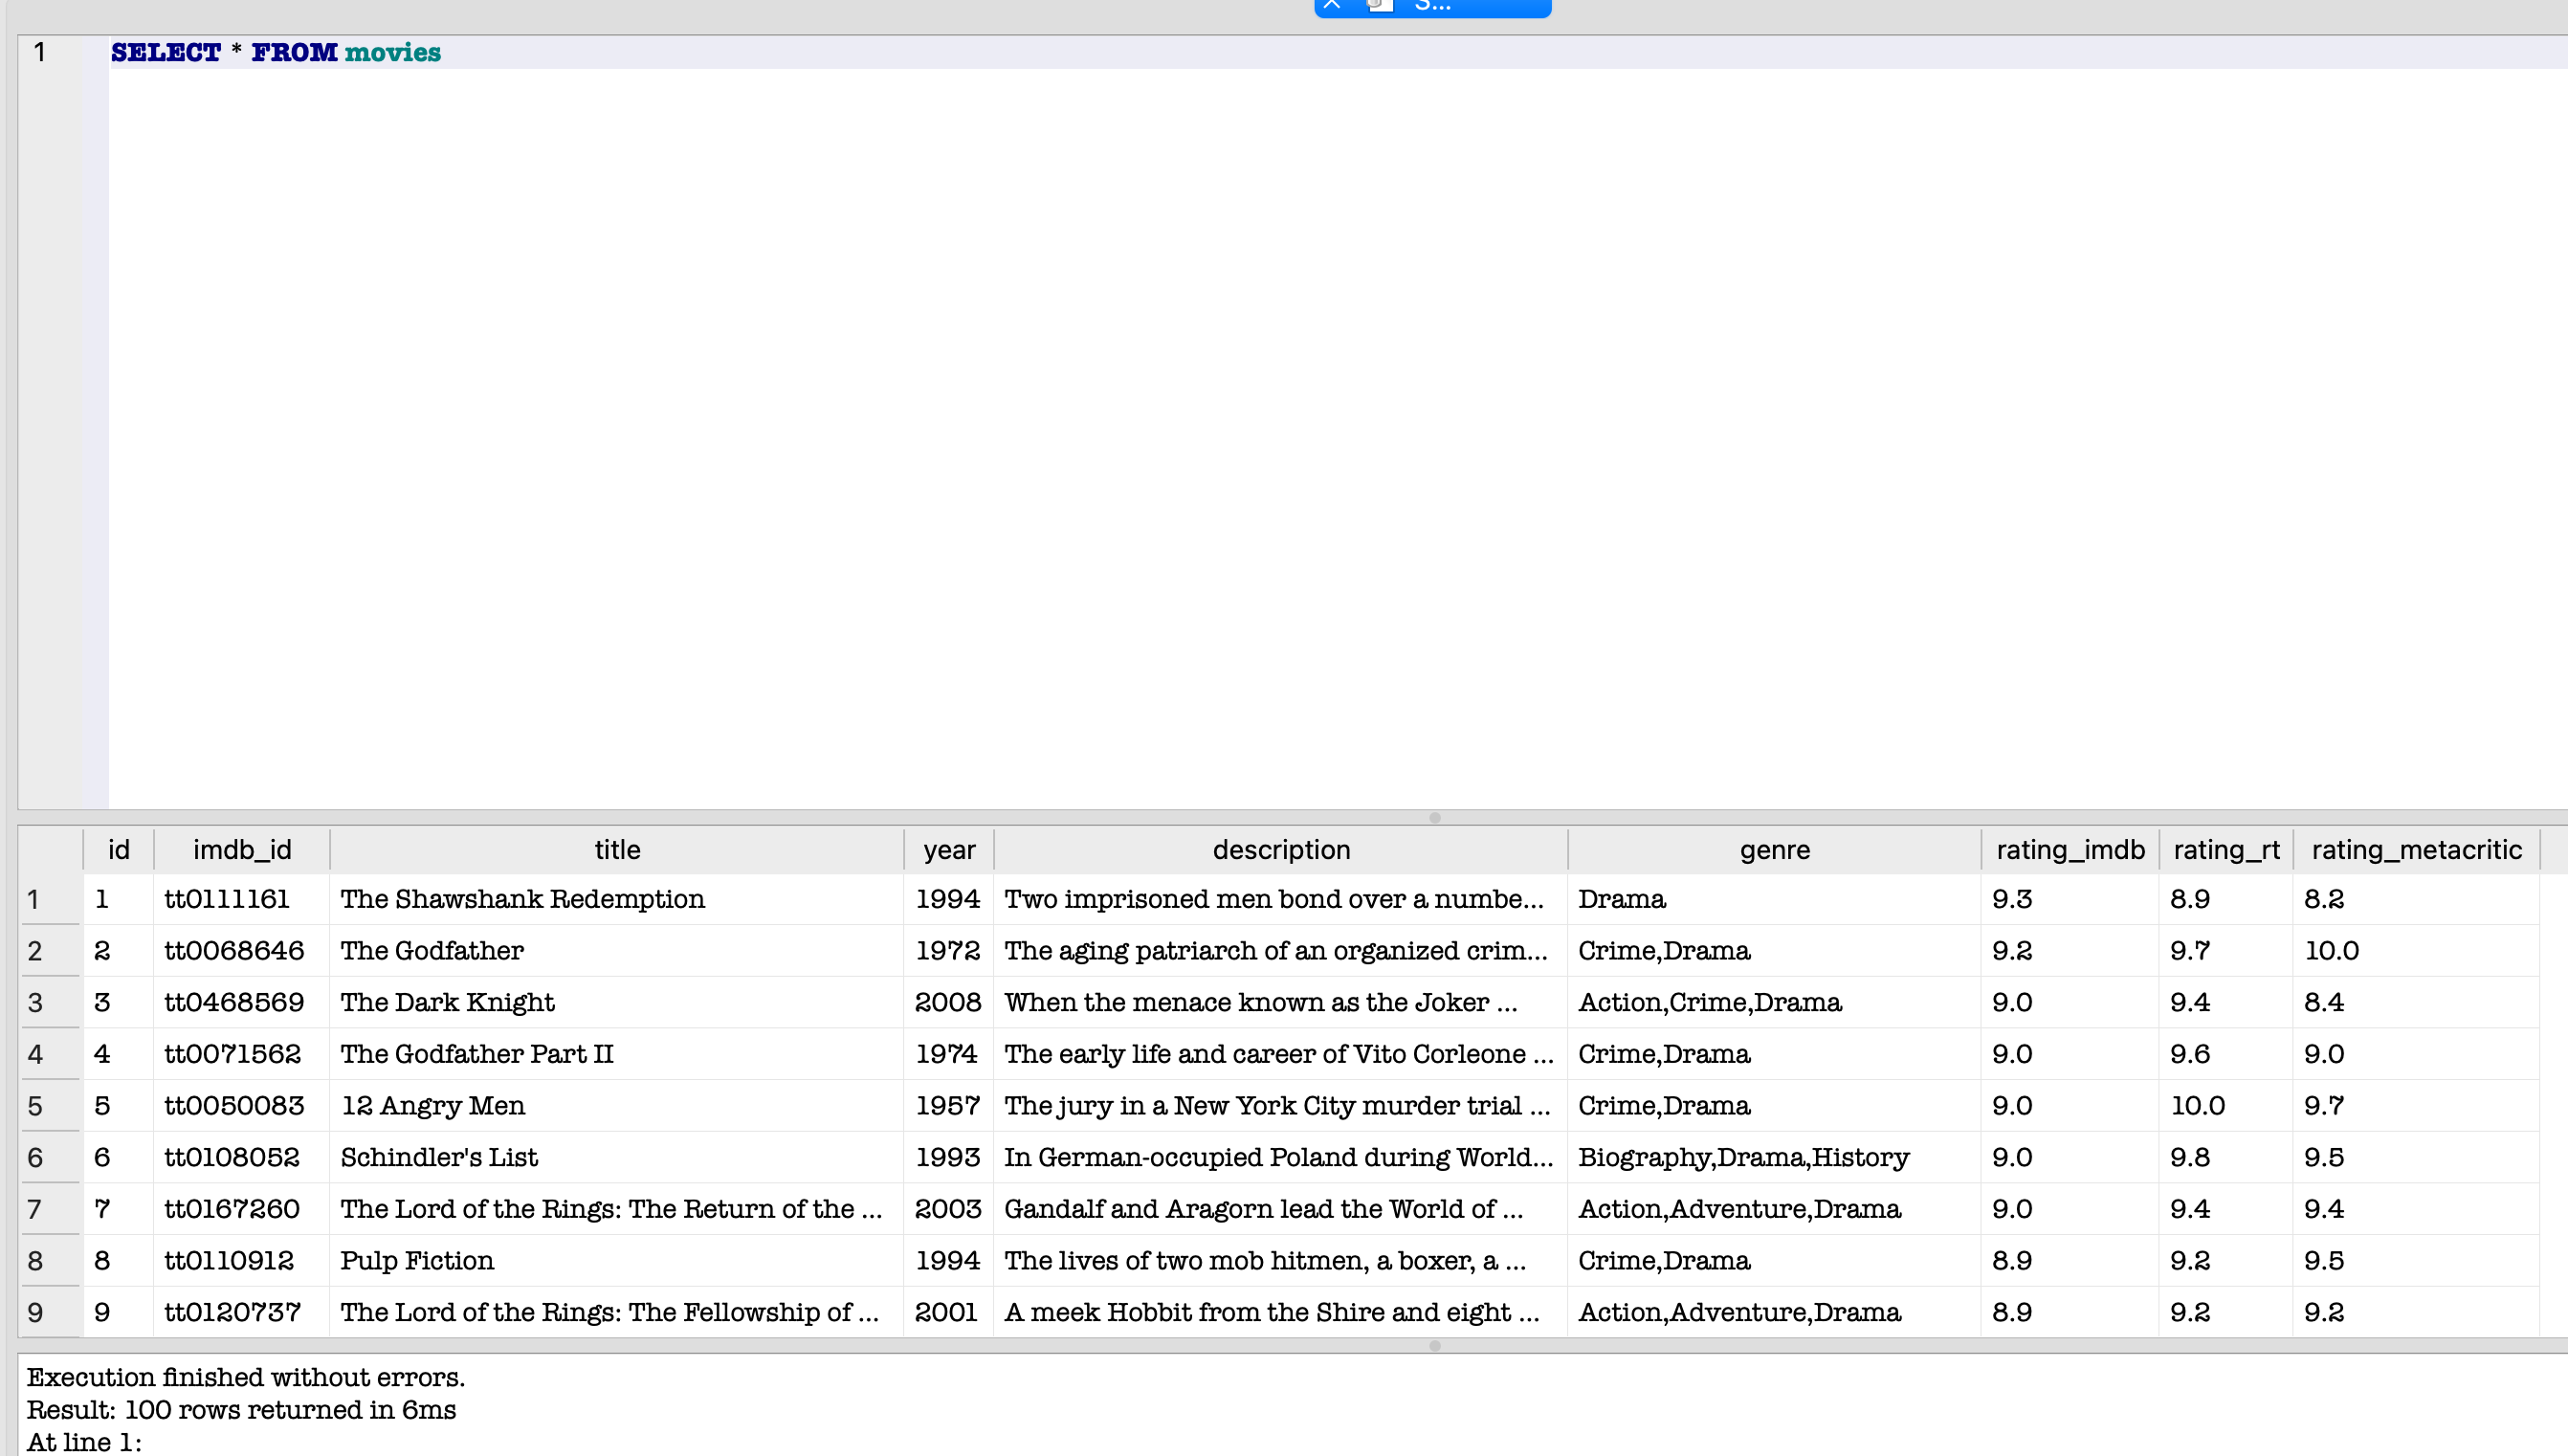 S...
1 SELECT * FROM movies
id imdb_id title year description genre rating_imdb rating_rt rating_metacritic
1 1 tt0111161 The Shawshank Redemption 1994 Two imprisoned men bond over a numbe... Drama 9.3 8.9 8.2
2 2 tt0068646 The Godfather 1972 The aging patriarch of an organized crim... Crime,Drama 9.2 9.7 10.0
3 3 tt0468569 The Dark Knight 2008 When the menace known as the Joker ... Action,Crime,Drama 9.0 9.4 8.4
4 4 tt0071562 The Godfather Part II 1974 The early life and career of Vito Corleone ... Crime,Drama 9.0 9.6 9.0
5 5 tt0050083 12 Angry Men 1957 The jury in a New York City murder trial ... Crime,Drama 9.0 10.0 9.7
6 6 tt0108052 Schindler's List 1993 In German-occupied Poland during World... Biography,Drama,History 9.0 9.8 9.5
7 7 tt0167260 The Lord of the Rings: The Return of the ... 2003 Gandalf and Aragorn lead the World of ... Action,Adventure,Drama 9.0 9.4 9.4
8 8 tt0110912 Pulp Fiction 1994 The lives of two mob hitmen, a boxer, a ... Crime,Drama 8.9 9.2 9.5
9 9 tt0120737 The Lord of the Rings: The Fellowship of ... 2001 A meek Hobbit from the Shire and eight ... Action,Adventure,Drama 8.9 9.2 9.2
Execution finished without errors.
Result: 100 rows returned in 6ms
At line 1: